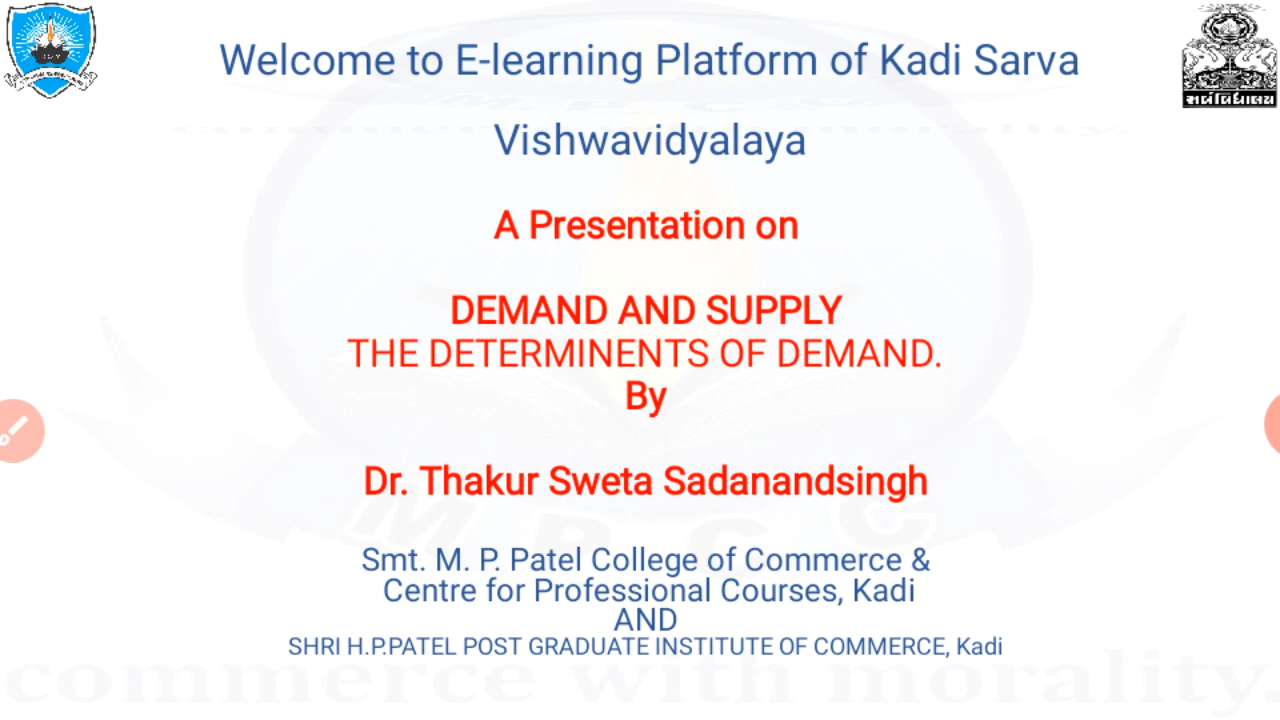 Welcome to E-learning Platform of Kadi Sarva
Vishwavidyalaya
A Presentation on
DEMAND AND SUPPLY
THE DETERMINENTS OF DEMAND.
By
Dr. Thakur Sweta Sadanandsingh
Smt. M. P. Patel College of Commerce &
Centre for Professional Courses, Kadi
AND
SHRI H.P.PATEL POST GRADUATE INSTITUTE OF COMMERCE, Kadi
સર્વ વિદ્યાલય
M P C C
commerce with morality.